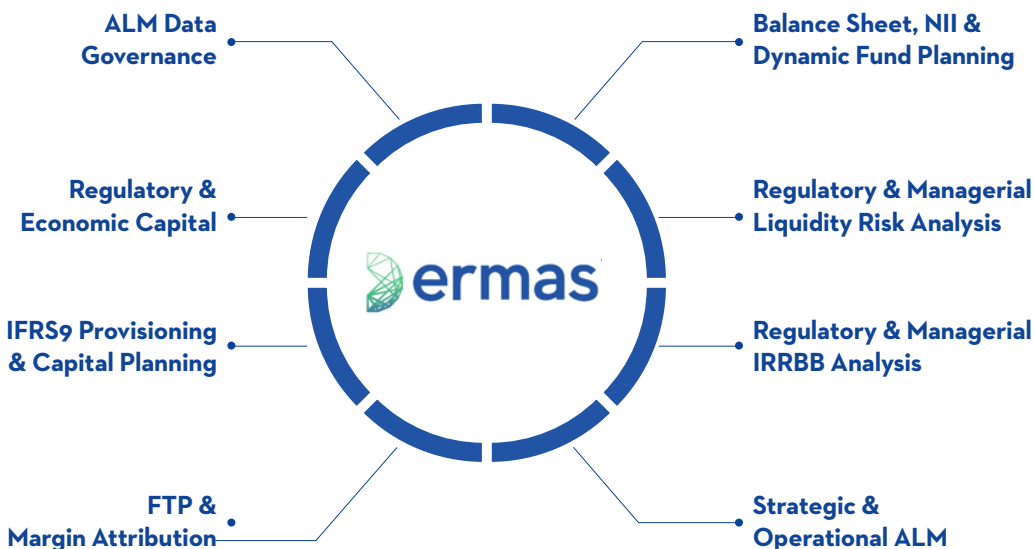 ALM Data
Governance
Balance Sheet, NII &
Dynamic Fund Planning
Regulatory &
Economic Capital
Regulatory & Managerial
Liquidity Risk Analysis
ermas
IFRS9 Provisioning
& Capital Planning
Regulatory & Managerial
IRRBB Analysis
FTP &
Margin Attribution
Strategic &
Operational ALM